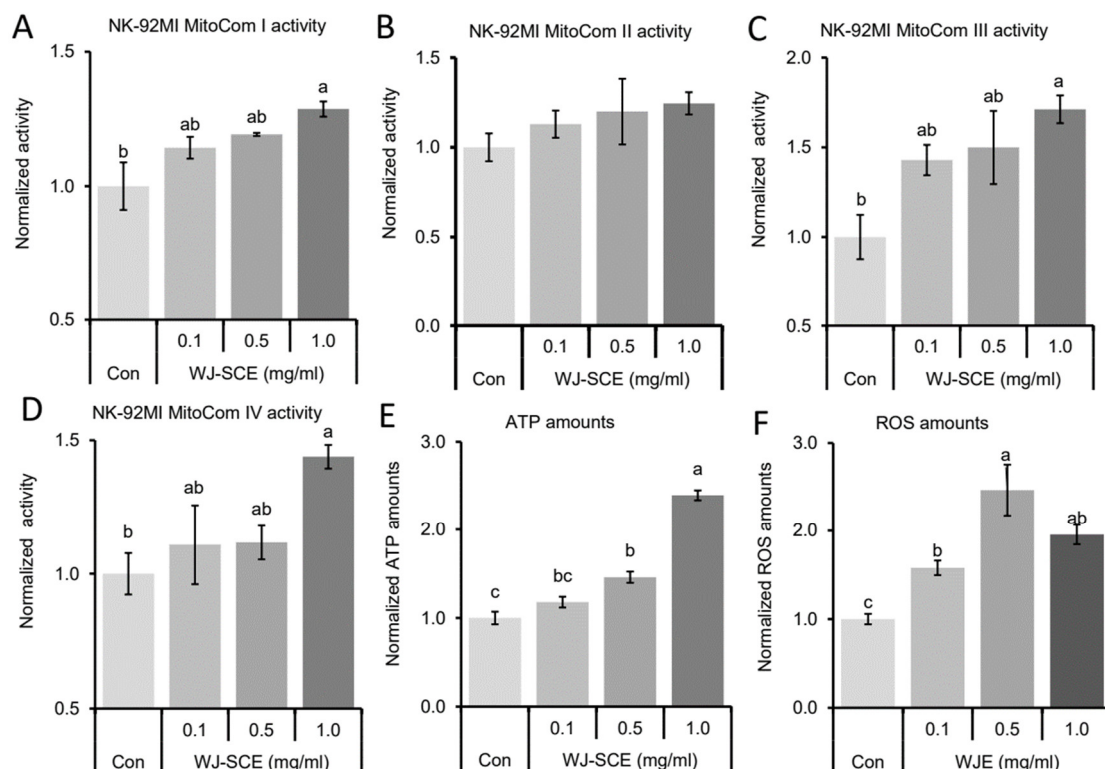 A NK-92MI MitoCom I activity
Normalized activity
1.5
1.0
0.5
b
ab
ab
a
0.1 0.5 1.0
Con WJ-SCE (mg/ml)
B NK-92MI MitoCom II activity
Normalized activity
1.5
1.0
0.5
0.0
0.1 0.5 1.0
Con WJ-SCE (mg/ml)
C NK-92MI MitoCom III activity
Normalized activity
2.0
1.5
1.0
0.5
b
ab
ab
a
0.1 0.5 1.0
Con WJ-SCE (mg/ml)
D NK-92MI MitoCom IV activity
Normalized activity
1.5
1.0
0.5
b
ab
ab
a
0.1 0.5 1.0
Con WJ-SCE (mg/ml)
E ATP amounts
Normalized ATP amounts
3.0
2.0
1.0
0.0
c
bc
b
a
0.1 0.5 1.0
Con WJ-SCE (mg/ml)
F ROS amounts
Normalized ROS amounts
3.0
2.0
1.0
0.0
c
b
a
ab
0.1 0.5 1.0
Con WJE (mg/ml)